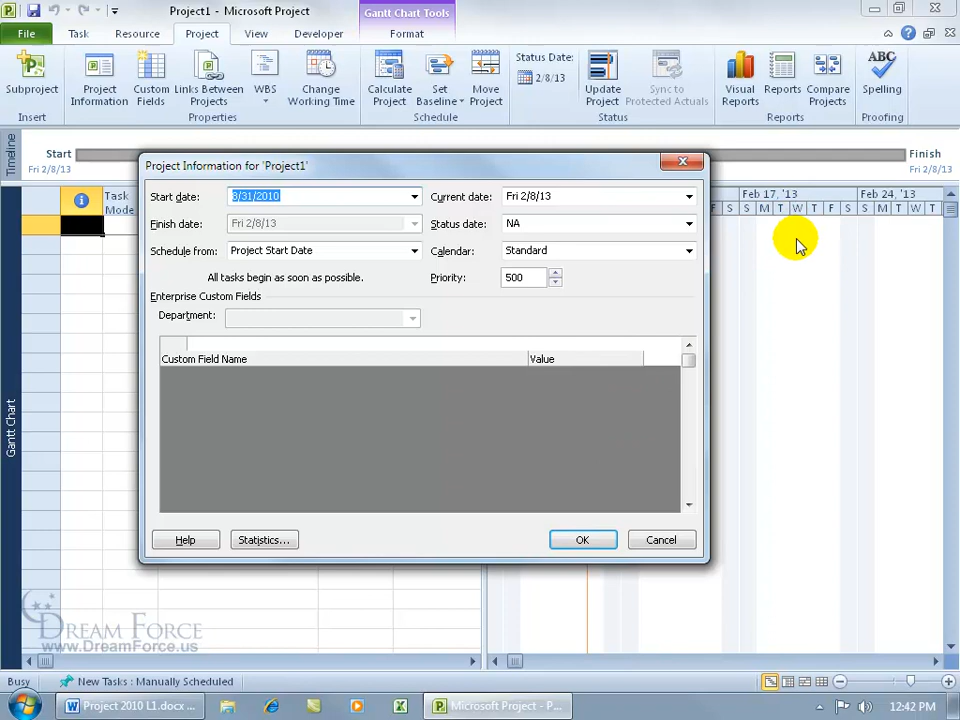 Project1 - Microsoft Project
Gantt Chart Tools
File Task Resource Project View Developer Format
Subproject
Project Information
Custom Fields
Links Between Projects
WBS
Change Working Time
Calculate Project
Set Baseline
Move Project
Status Date:
2/8/13
Update Project
Sync to Protected Actuals
Visual Reports
Reports
Compare Projects
ABC
Spelling
Insert Properties Schedule Status Reports Proofing
Timeline
Start
Fri 2/8/13
Finish
Fri 2/8/13
Task Mode
Feb 17, '13 Feb 24, '13
F S S M T W T F S S M T W T
Gantt Chart
Project Information for 'Project1'
Start date: 8/31/2010 Current date: Fri 2/8/13
Finish date: Fri 2/8/13 Status date: NA
Schedule from: Project Start Date Calendar: Standard
All tasks begin as soon as possible. Priority: 500
Enterprise Custom Fields
Department:
Custom Field Name Value
Help Statistics... OK Cancel
DREAM FORCE
www.DreamForce.us
Busy New Tasks : Manually Scheduled
Project 2010 L1.docx ... Microsoft Project - P... 12:42 PM